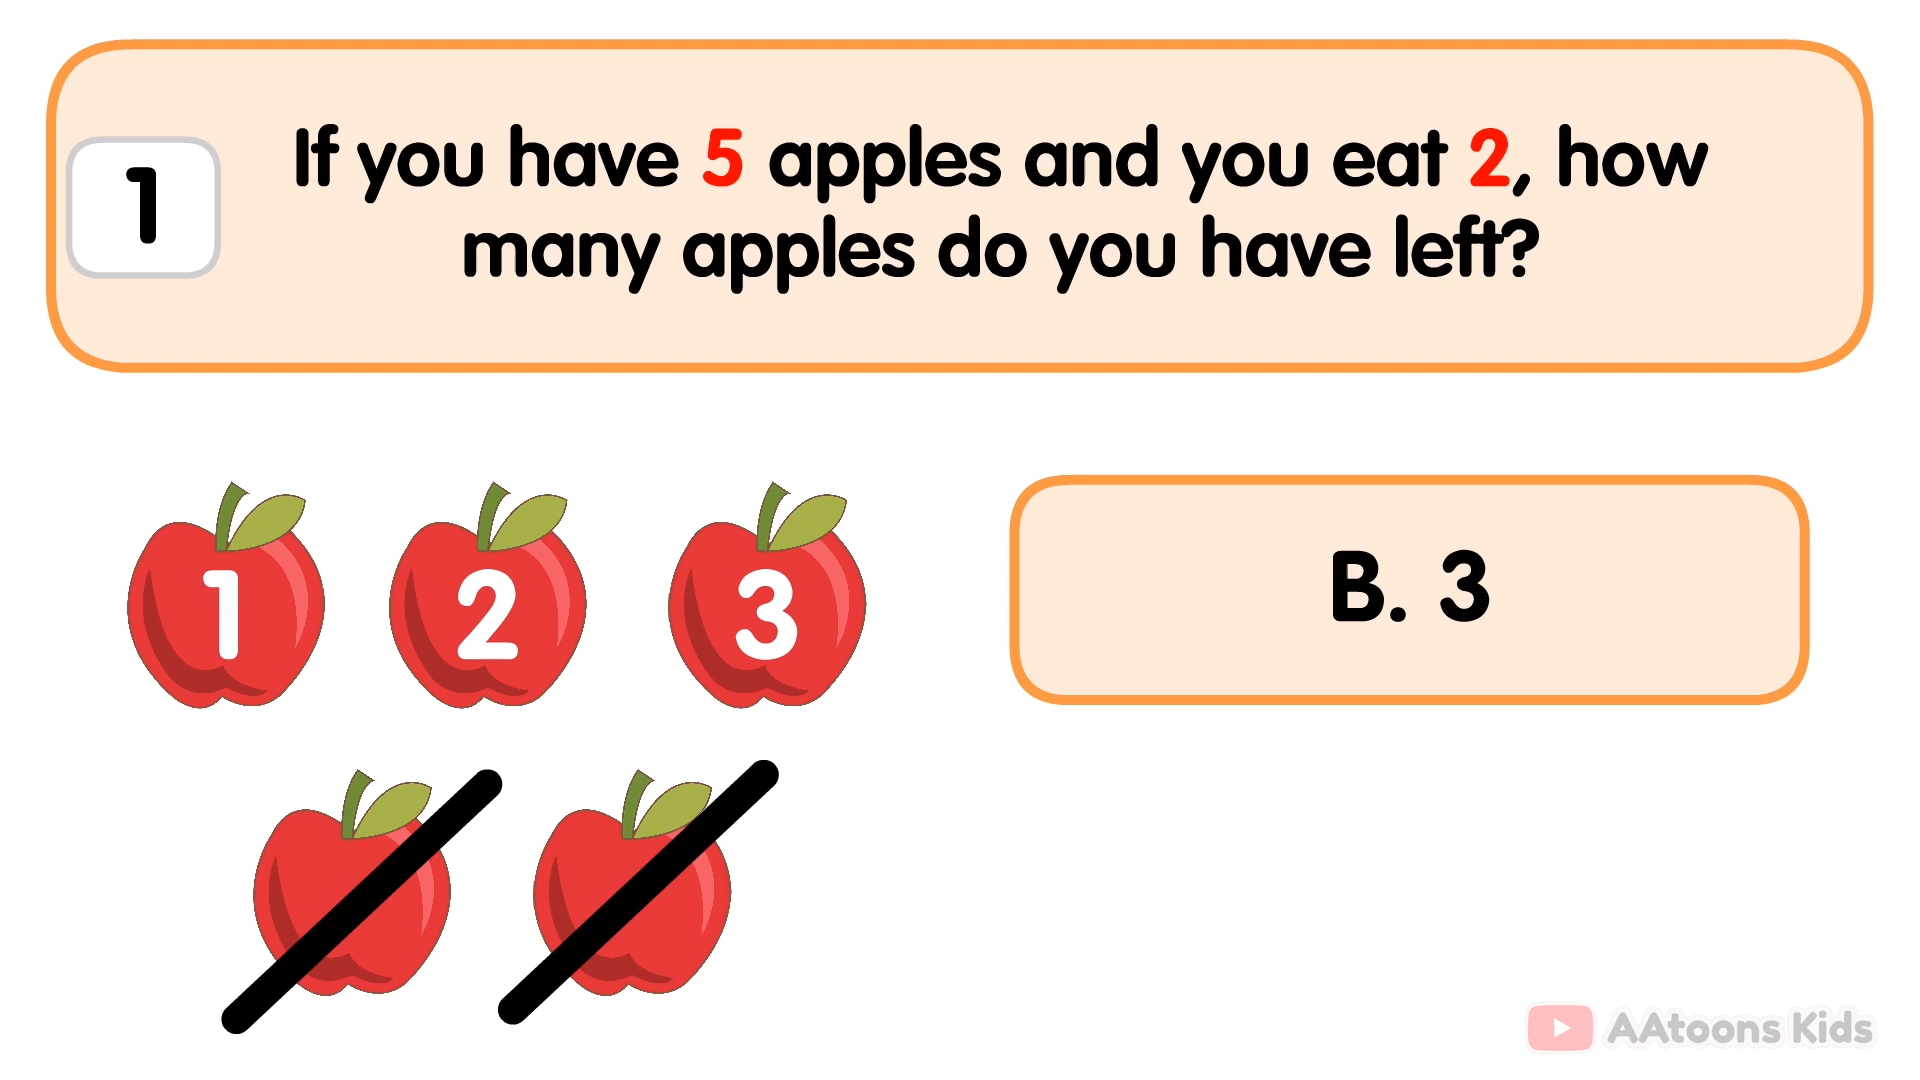 1
If you have 5 apples and you eat 2, how
many apples do you have left?
1 2 3
B. 3
AAtoons Kids